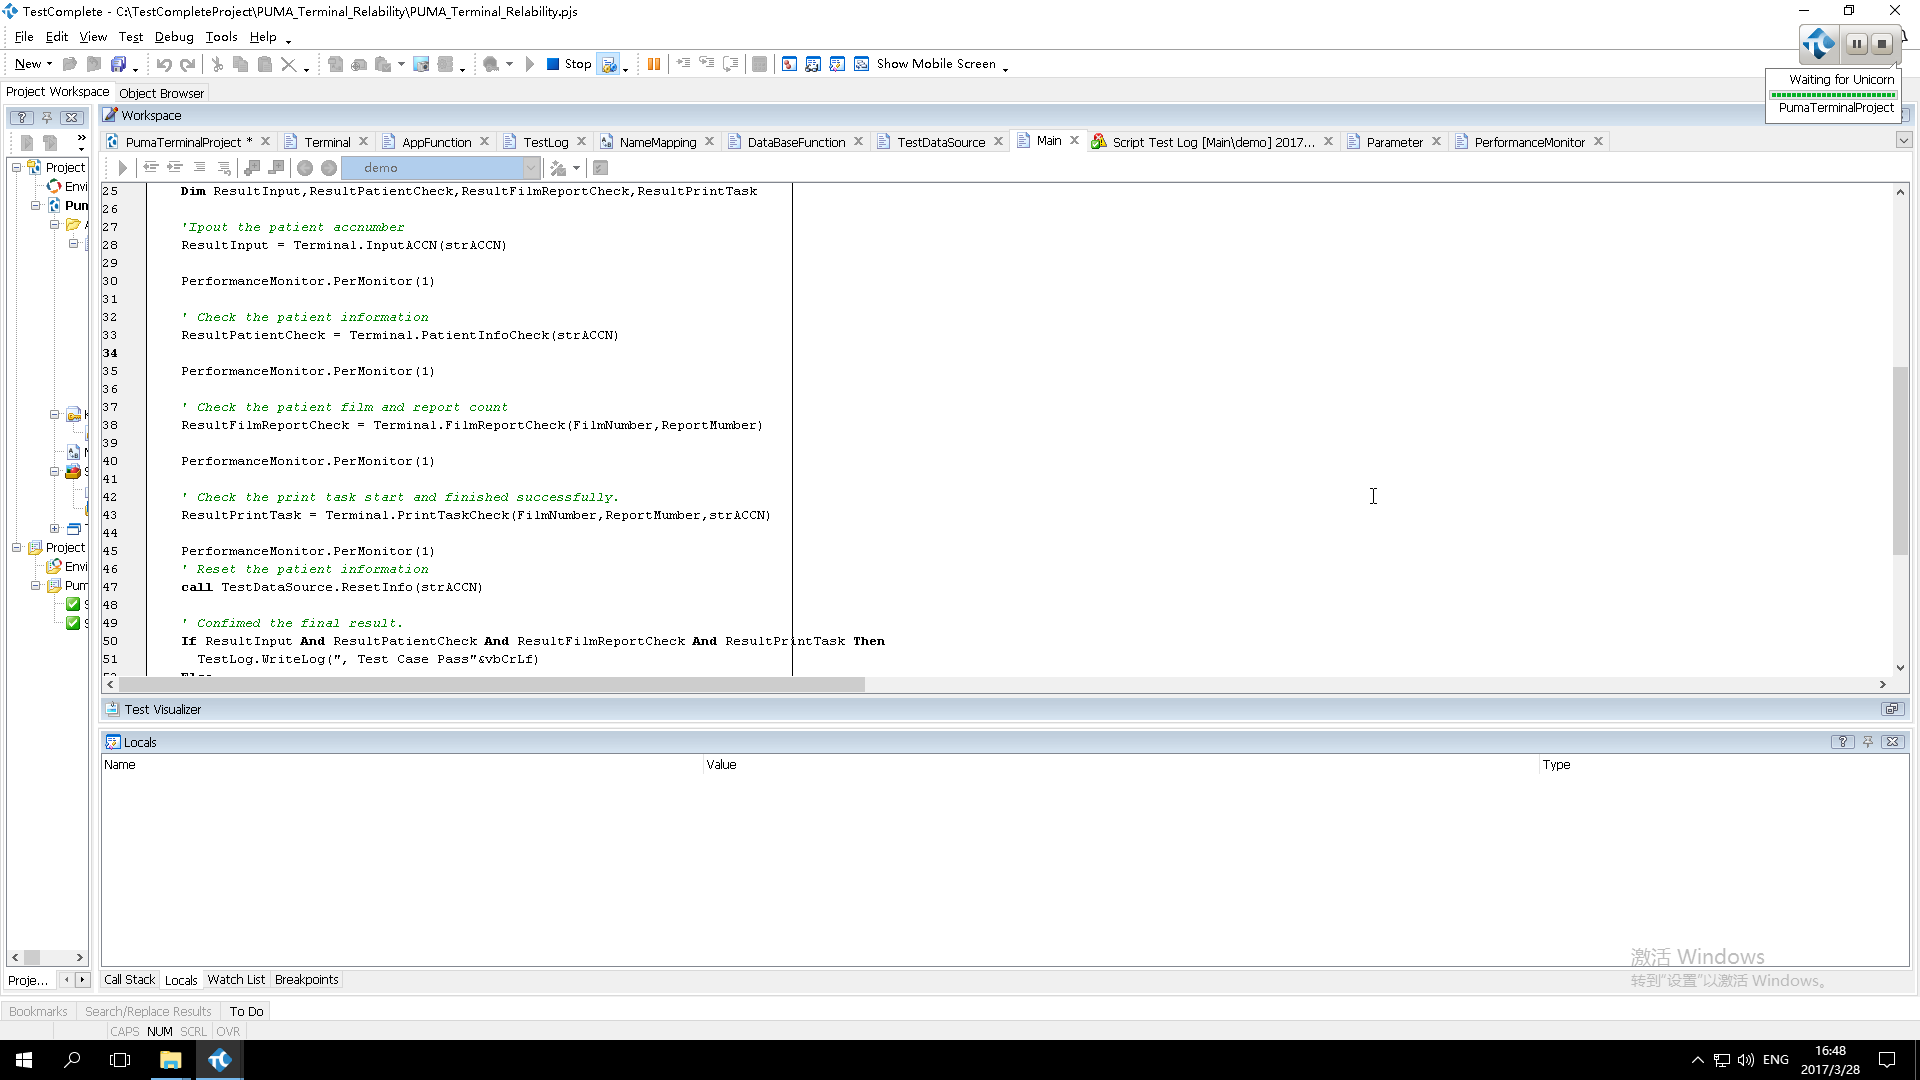 TestComplete - C:\TestCompleteProject\PUMA_Terminal_Relability\PUMA_Terminal_Relability.pjs
File Edit View Test Debug Tools Help
New Stop Show Mobile Screen
Waiting for Unicorn
PumaTerminalProject
Project Workspace Object Browser
Workspace
PumaTerminalProject * Terminal AppFunction TestLog NameMapping DataBaseFunction TestDataSource Main Script Test Log [Main\demo] 2017... Parameter PerformanceMonitor
demo
Project
Envi
Pun
Project
Envi
Pun
25 Dim ResultInput,ResultPatientCheck,ResultFilmReportCheck,ResultPrintTask
26
27 'Ipout the patient accnumber
28 ResultInput = Terminal.InputACCN(strACCN)
29
30 PerformanceMonitor.PerMonitor(1)
31
32 ' Check the patient information
33 ResultPatientCheck = Terminal.PatientInfoCheck(strACCN)
34
35 PerformanceMonitor.PerMonitor(1)
36
37 ' Check the patient film and report count
38 ResultFilmReportCheck = Terminal.FilmReportCheck(FilmNumber,ReportMumber)
39
40 PerformanceMonitor.PerMonitor(1)
41
42 ' Check the print task start and finished successfully.
43 ResultPrintTask = Terminal.PrintTaskCheck(FilmNumber,ReportMumber,strACCN)
44
45 PerformanceMonitor.PerMonitor(1)
46 ' Reset the patient information
47 call TestDataSource.ResetInfo(strACCN)
48
49 ' Confimed the final result.
50 If ResultInput And ResultPatientCheck And ResultFilmReportCheck And ResultPrintTask Then
51 TestLog.WriteLog(", Test Case Pass"&vbCrLf)
Test Visualizer
Locals
Name Value Type
激活 Windows
转到"设置"以激活 Windows。
Proje...
Call Stack Locals Watch List Breakpoints
Bookmarks Search/Replace Results To Do
CAPS NUM SCRL OVR
ENG
16:48
2017/3/28